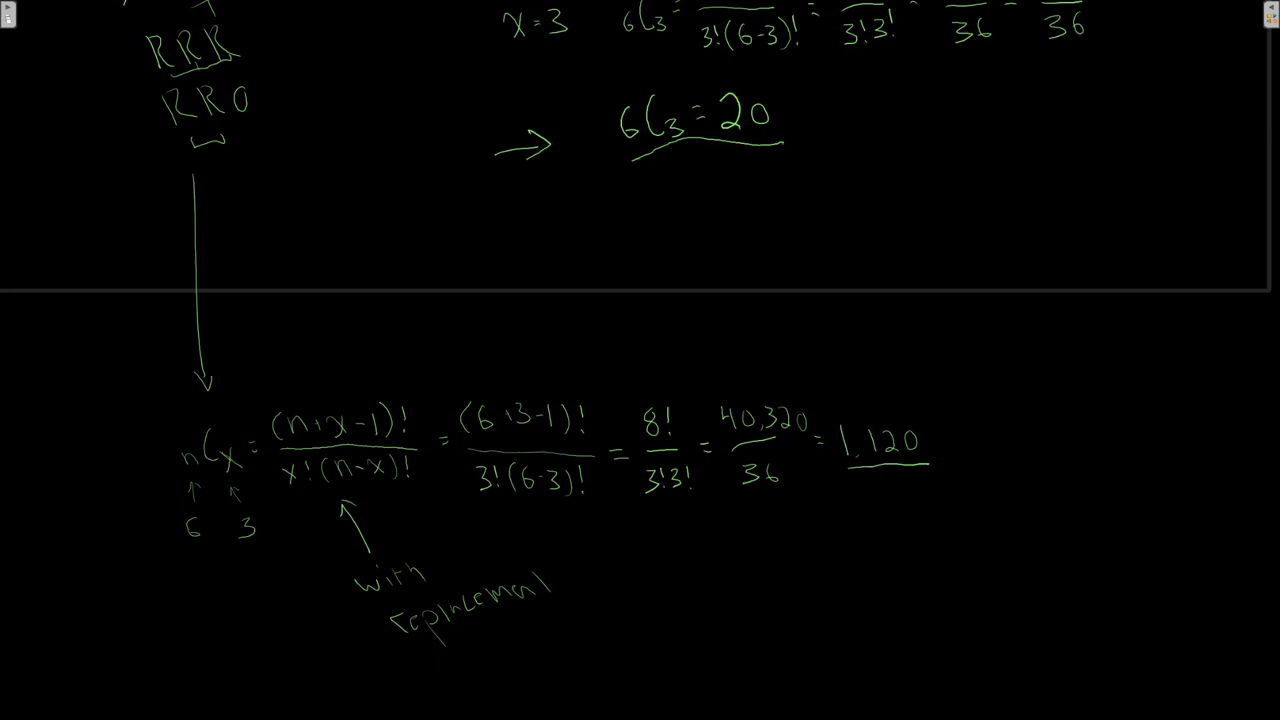 RRR
RRO
x = 3 6C3 = 3!(6-3)! = 3!3! = 36 = 36
→ 6C3 = 20
nCx = (n+x-1)! / x!(n-x)! = (6+3-1)! / 3!(6-3)! = 8! / 3!3! = 40,320 / 36 = 1,120
6 3
with
replacement